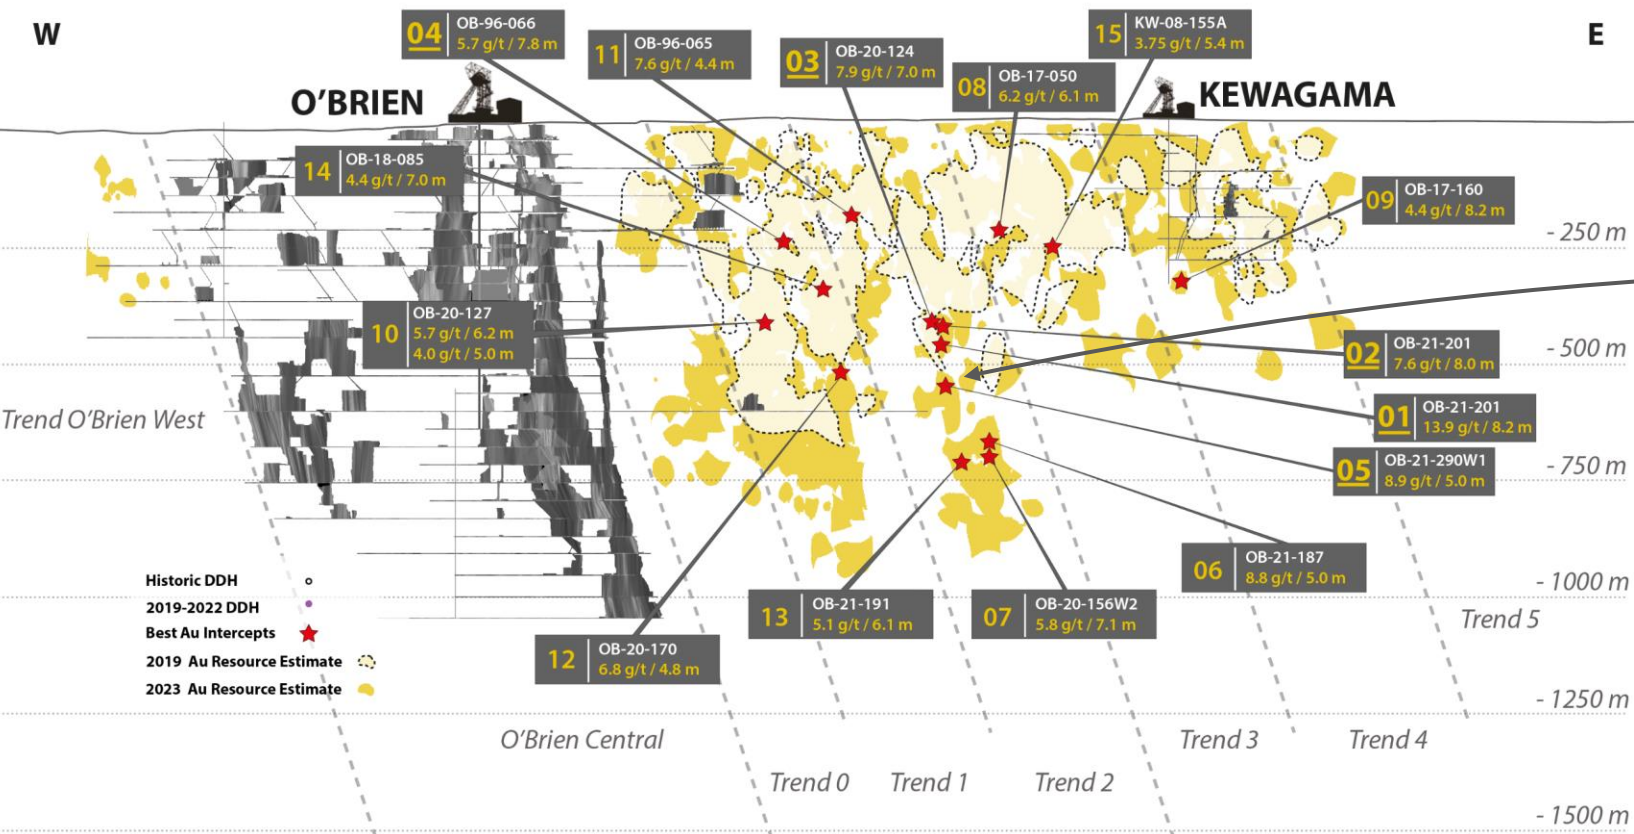 W
E
04
OB-96-066
5.7 g/t / 7.8 m
11
OB-96-065
7.6 g/t / 4.4 m
03
OB-20-124
7.9 g/t / 7.0 m
08
OB-17-050
6.2 g/t / 6.1 m
15
KW-08-155A
3.75 g/t / 5.4 m
O'BRIEN
KEWAGAMA
14
OB-18-085
4.4 g/t / 7.0 m
09
OB-17-160
4.4 g/t / 8.2 m
- 250 m
10
OB-20-127
5.7 g/t / 6.2 m
4.0 g/t / 5.0 m
02
OB-21-201
7.6 g/t / 8.0 m
- 500 m
Trend O'Brien West
01
OB-21-201
13.9 g/t / 8.2 m
05
OB-21-290W1
8.9 g/t / 5.0 m
- 750 m
06
OB-21-187
8.8 g/t / 5.0 m
- 1000 m
13
OB-21-191
5.1 g/t / 6.1 m
07
OB-20-156W2
5.8 g/t / 7.1 m
Trend 5
12
OB-20-170
6.8 g/t / 4.8 m
Historic DDH
2019-2022 DDH
Best Au Intercepts
2019 Au Resource Estimate
2023 Au Resource Estimate
- 1250 m
O'Brien Central
Trend 3
Trend 4
Trend 0
Trend 1
Trend 2
- 1500 m